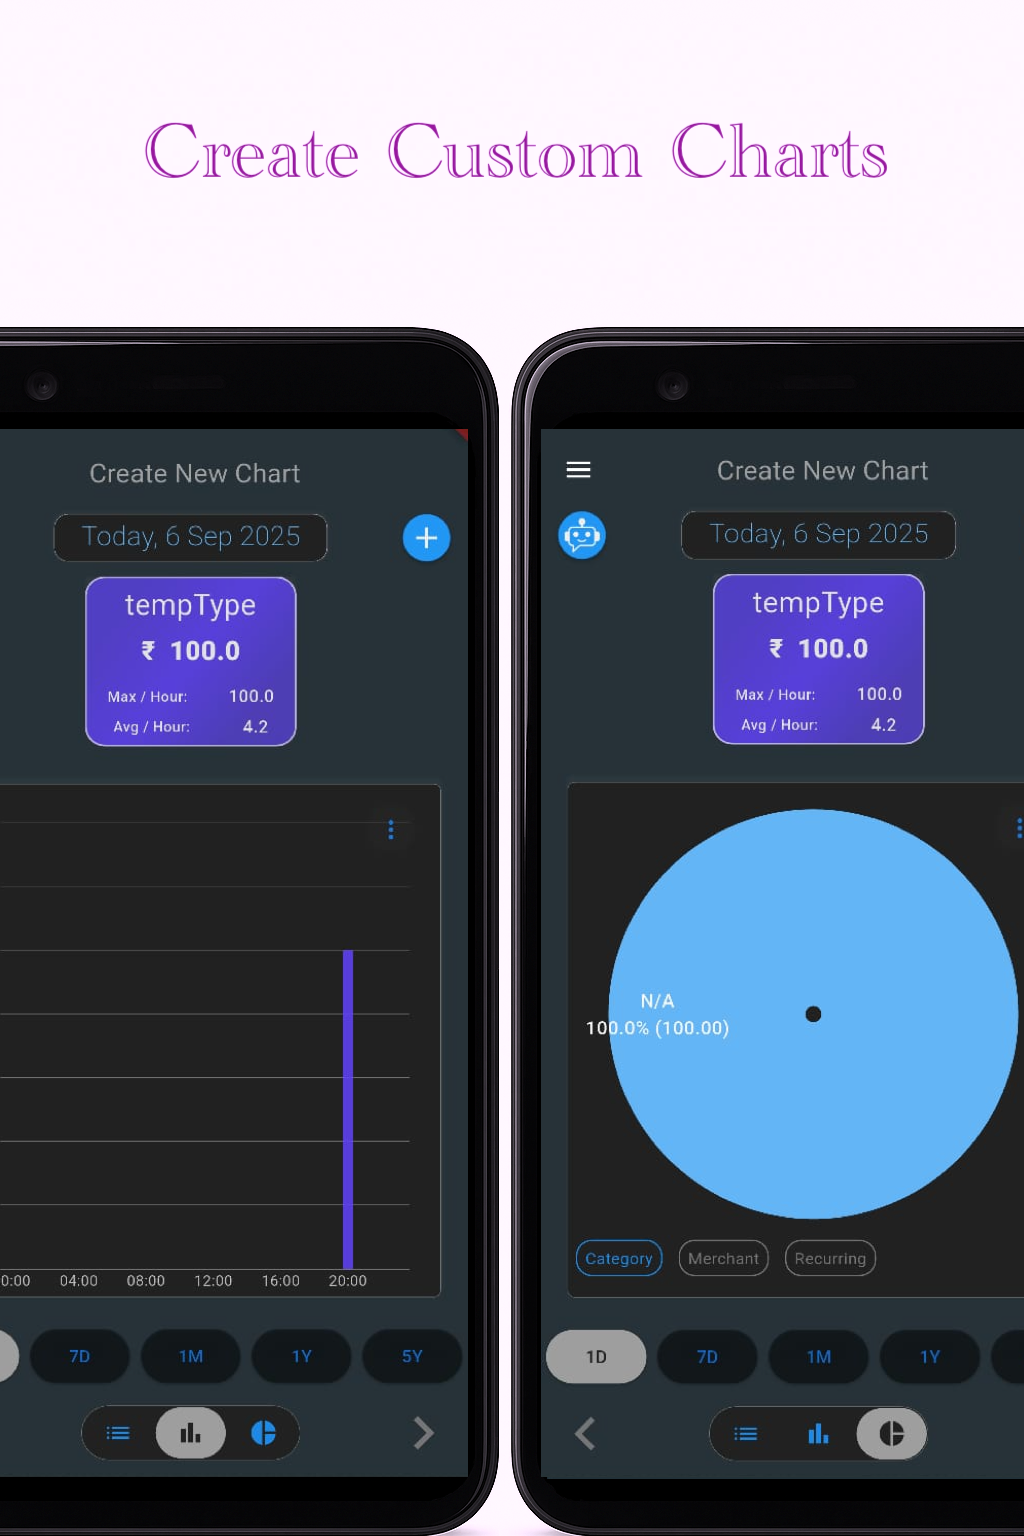 Create Custom Charts
Create New Chart
Today, 6 Sep 2025
tempType
₹ 100.0
Max / Hour: 100.0
Avg / Hour: 4.2
0:00 04:00 08:00 12:00 16:00 20:00
7D 1M 1Y 5Y
Create New Chart
Today, 6 Sep 2025
tempType
₹ 100.0
Max / Hour: 100.0
Avg / Hour: 4.2
N/A
100.0% (100.00)
Category Merchant Recurring
1D 7D 1M 1Y